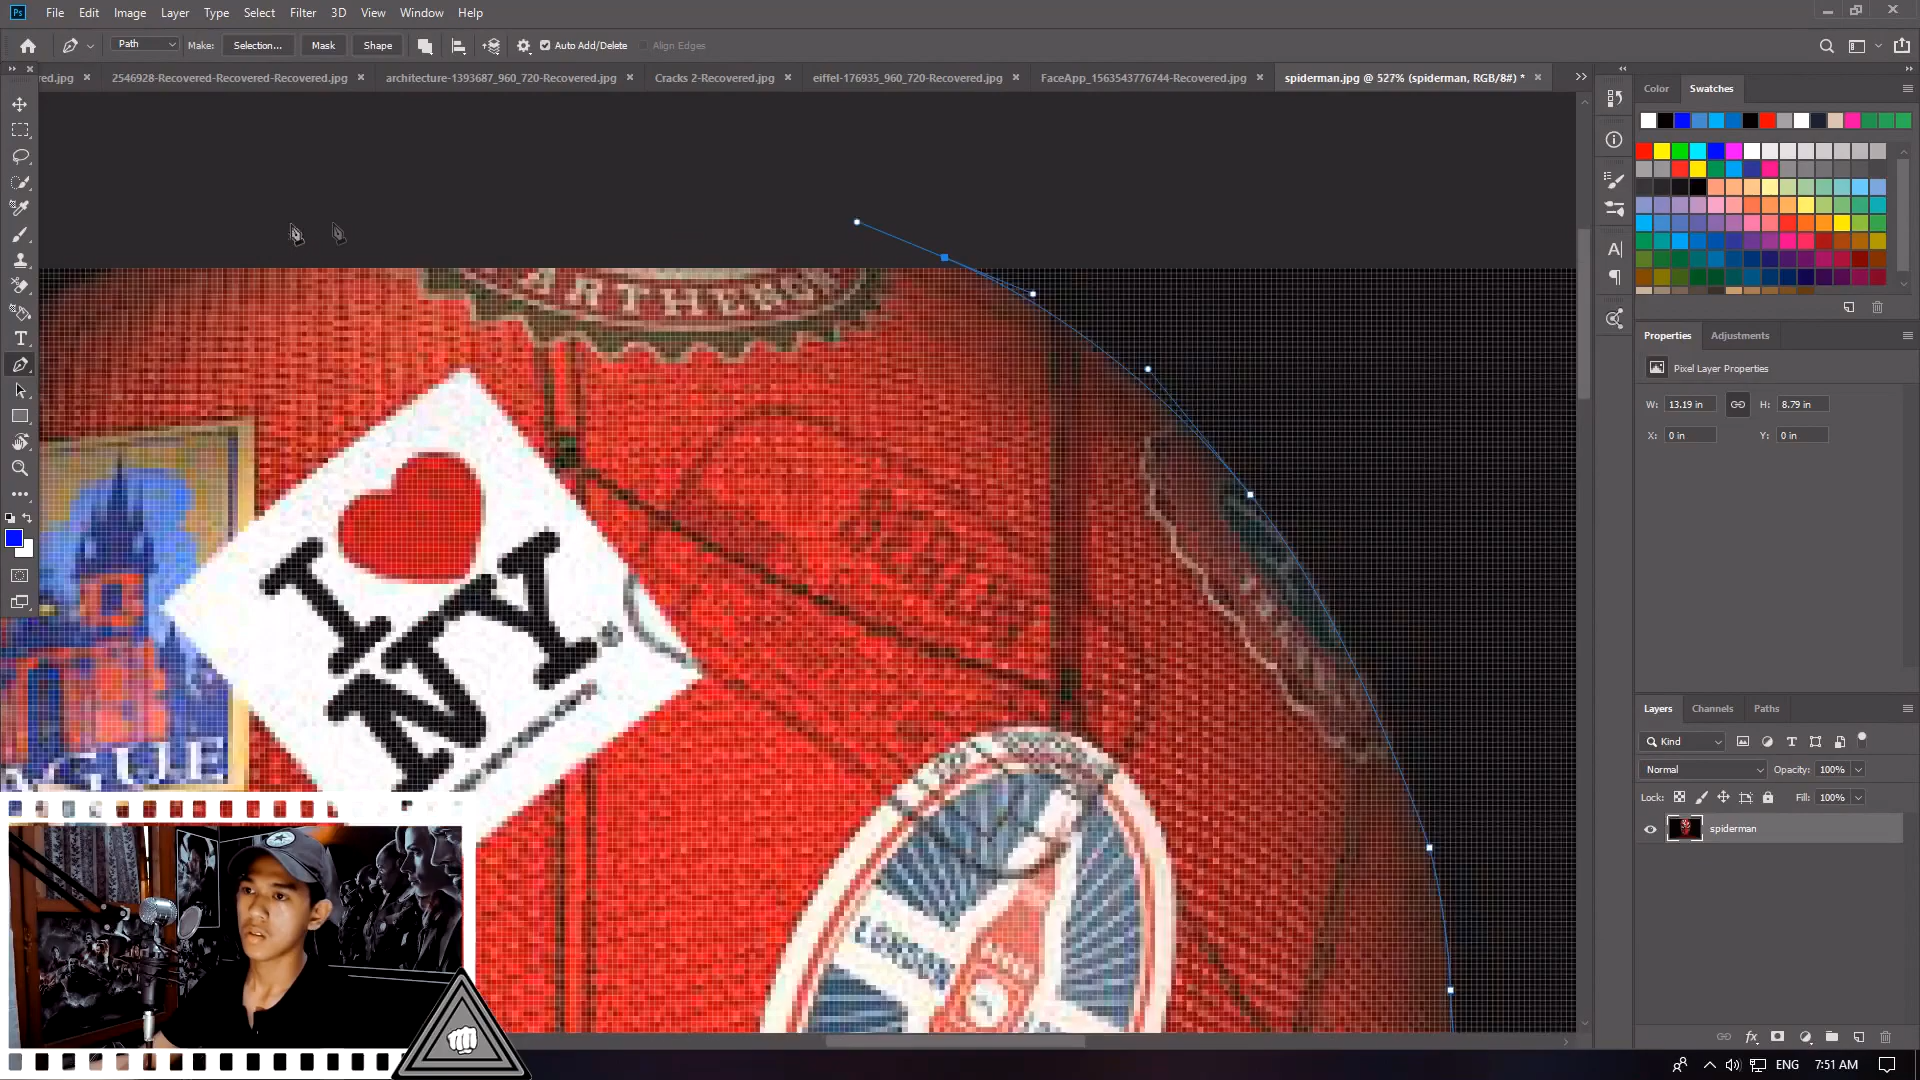 Ps File Edit Image Layer Type Select Filter 3D View Window Help
Path Make: Selection... Mask Shape Auto Add/Delete Align Edges
ed.jpg × 2546928-Recovered-Recovered-Recovered.jpg × architecture-1393687_960_720-Recovered.jpg × Cracks 2-Recovered.jpg × eiffel-176935_960_720-Recovered.jpg × FaceApp_1563543776744-Recovered.jpg × spiderman.jpg @ 527% (spiderman, RGB/8#) * ×
Color Swatches
Properties Adjustments
Pixel Layer Properties
W: 13.19 in H: 8.79 in
X: 0 in Y: 0 in
I
NY
®
Layers Channels Paths
Kind
Normal Opacity: 100%
Lock: Fill: 100%
spiderman
fx
ENG 7:51 AM